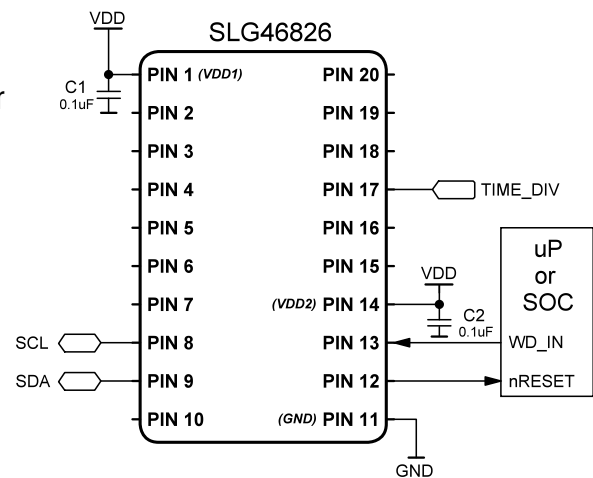 SLG46826
VDD
C1
0.1uF
PIN 1 (VDD1)
PIN 2
PIN 3
PIN 4
PIN 5
PIN 6
PIN 7
SCL
PIN 8
SDA
PIN 9
PIN 10
PIN 20
PIN 19
PIN 18
PIN 17
TIME_DIV
PIN 16
PIN 15
VDD
(VDD2) PIN 14
C2
0.1uF
PIN 13
PIN 12
(GND) PIN 11
GND
uP
or
SOC
WD_IN
nRESET
r